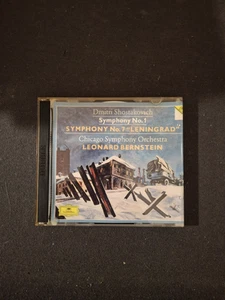 Dmitri Shostakovich
Symphony No. 1
SYMPHONY No. 7 "LENINGRAD"
Chicago Symphony Orchestra
LEONARD BERNSTEIN